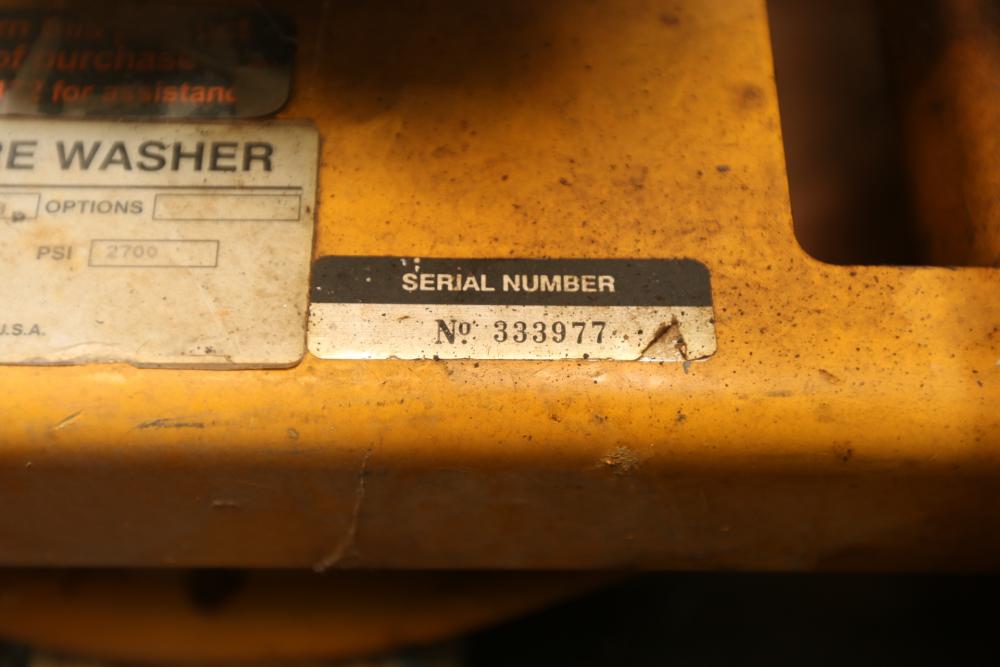 of purchase
for assistanc
RE WASHER
OPTIONS
PSI 2700
U.S.A.
SERIAL NUMBER
Nº 333977